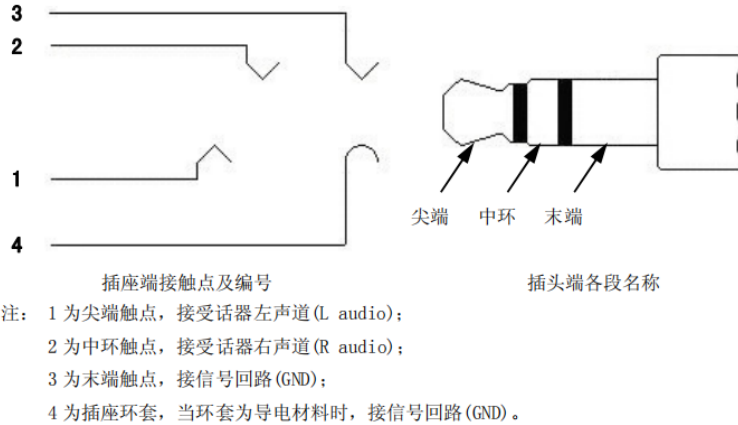 3
2
1
4
尖端 中环 末端
插座端接触点及编号 插头端各段名称
注： 1 为尖端触点，接受话器左声道(L audio)；
2 为中环触点，接受话器右声道(R audio)；
3 为末端触点，接信号回路(GND)；
4 为插座环套，当环套为导电材料时，接信号回路(GND)。